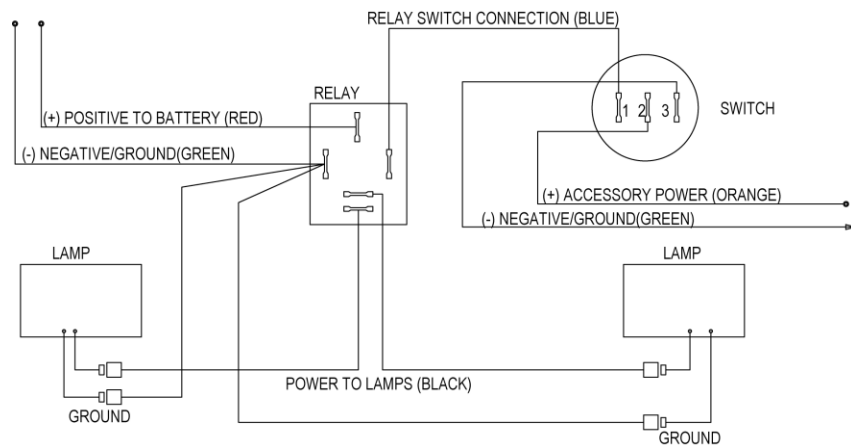 RELAY SWITCH CONNECTION (BLUE)
RELAY
(+) POSITIVE TO BATTERY (RED)
1 2 3
SWITCH
(-) NEGATIVE/GROUND(GREEN)
(+) ACCESSORY POWER (ORANGE)
(-) NEGATIVE/GROUND(GREEN)
LAMP
LAMP
POWER TO LAMPS (BLACK)
GROUND
GROUND